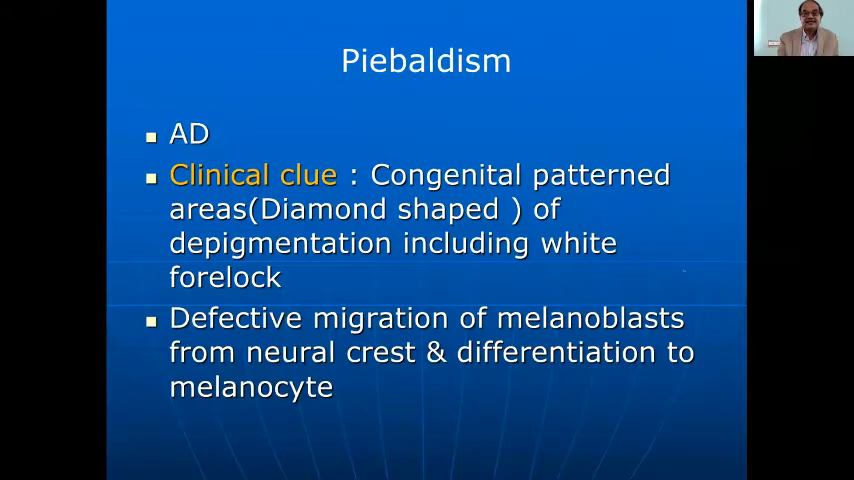 Piebaldism
AD
Clinical clue : Congenital patterned
areas(Diamond shaped ) of
depigmentation including white
forelock
Defective migration of melanoblasts
from neural crest & differentiation to
melanocyte